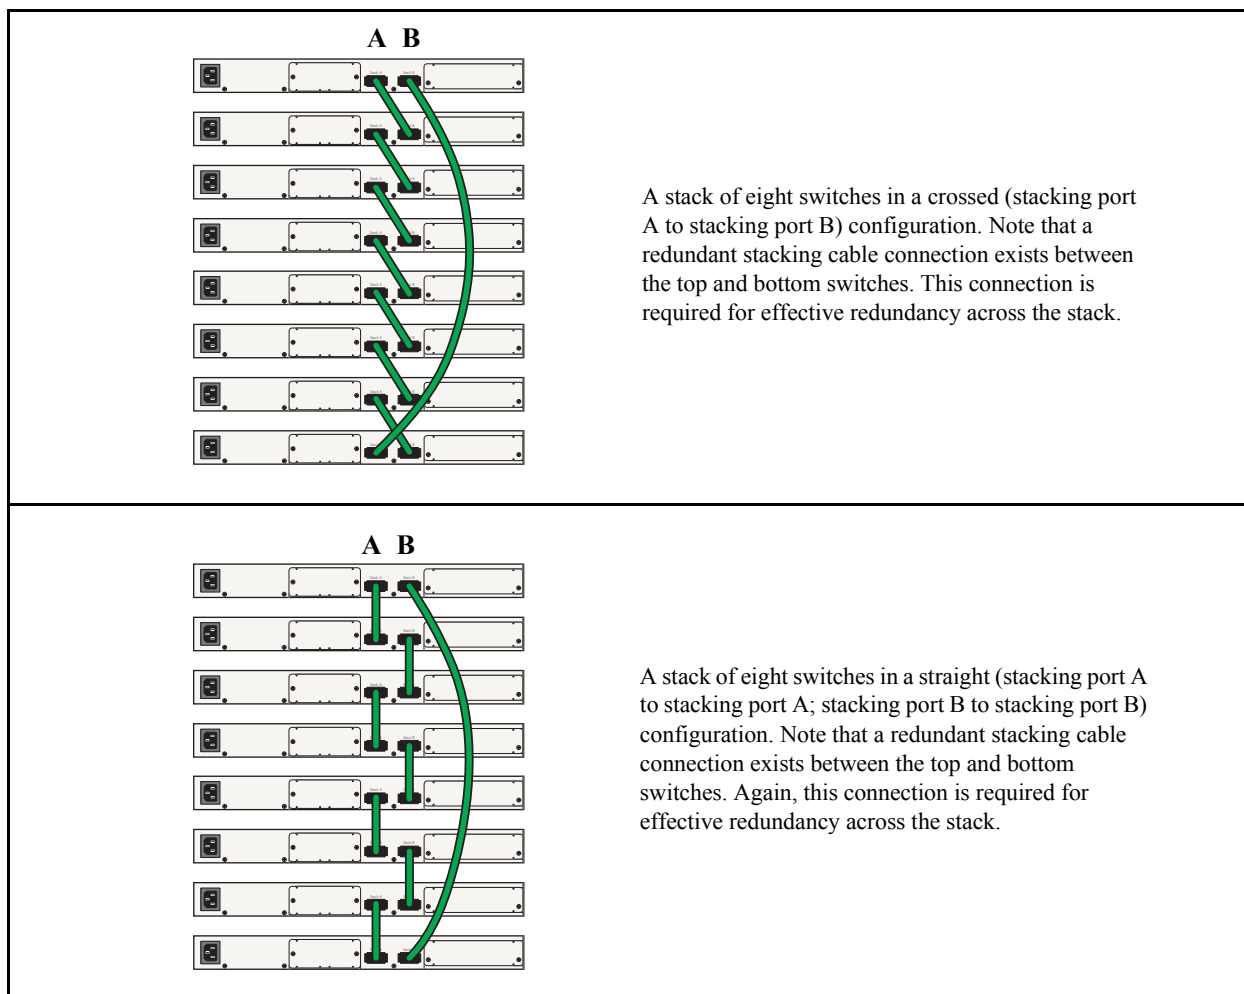 A B
A stack of eight switches in a crossed (stacking port
A to stacking port B) configuration. Note that a
redundant stacking cable connection exists between
the top and bottom switches. This connection is
required for effective redundancy across the stack.
A B
A stack of eight switches in a straight (stacking port A
to stacking port A; stacking port B to stacking port B)
configuration. Note that a redundant stacking cable
connection exists between the top and bottom
switches. Again, this connection is required for
effective redundancy across the stack.